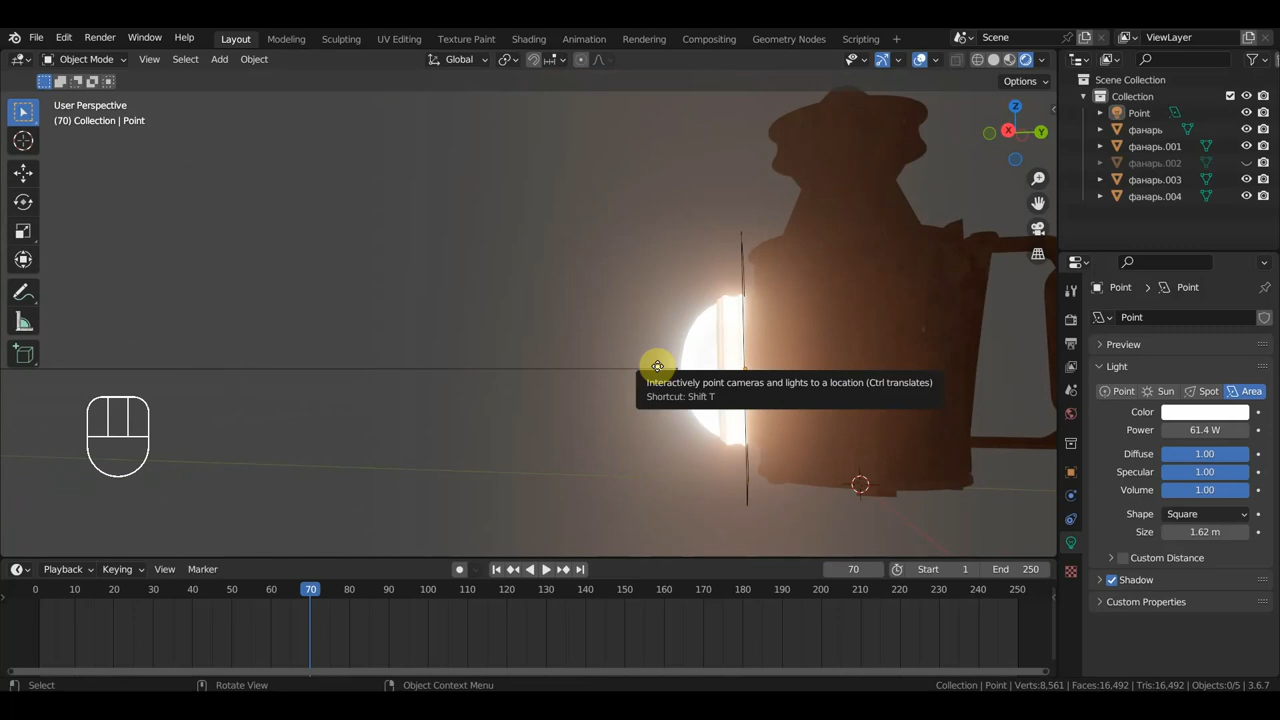 File Edit Render Window Help
Layout Modeling Sculpting UV Editing Texture Paint Shading Animation Rendering Compositing Geometry Nodes Scripting
Scene
ViewLayer
Object Mode View Select Add Object
Global
Options
User Perspective
(70) Collection | Point
Z
X
Y
Interactively point cameras and lights to a location (Ctrl translates)
Shortcut: Shift T
Scene Collection
Collection
Point
фанарь
фанарь.001
фанарь.002
фанарь.003
фанарь.004
Point Point
Point
Preview
Light
Point Sun Spot Area
Color
Power 61.4 W
Diffuse 1.00
Specular 1.00
Volume 1.00
Shape Square
Size 1.62 m
Custom Distance
Shadow
Custom Properties
Playback Keying View Marker
70 Start 1 End 250
0 10 20 30 40 50 60 70 80 90 100 110 120 130 140 150 160 170 180 190 200 210 220 230 240 250
Select Rotate View Object Context Menu
Collection | Point | Verts:8,561 | Faces:16,492 | Tris:16,492 | Objects:0/5 | 3.6.7